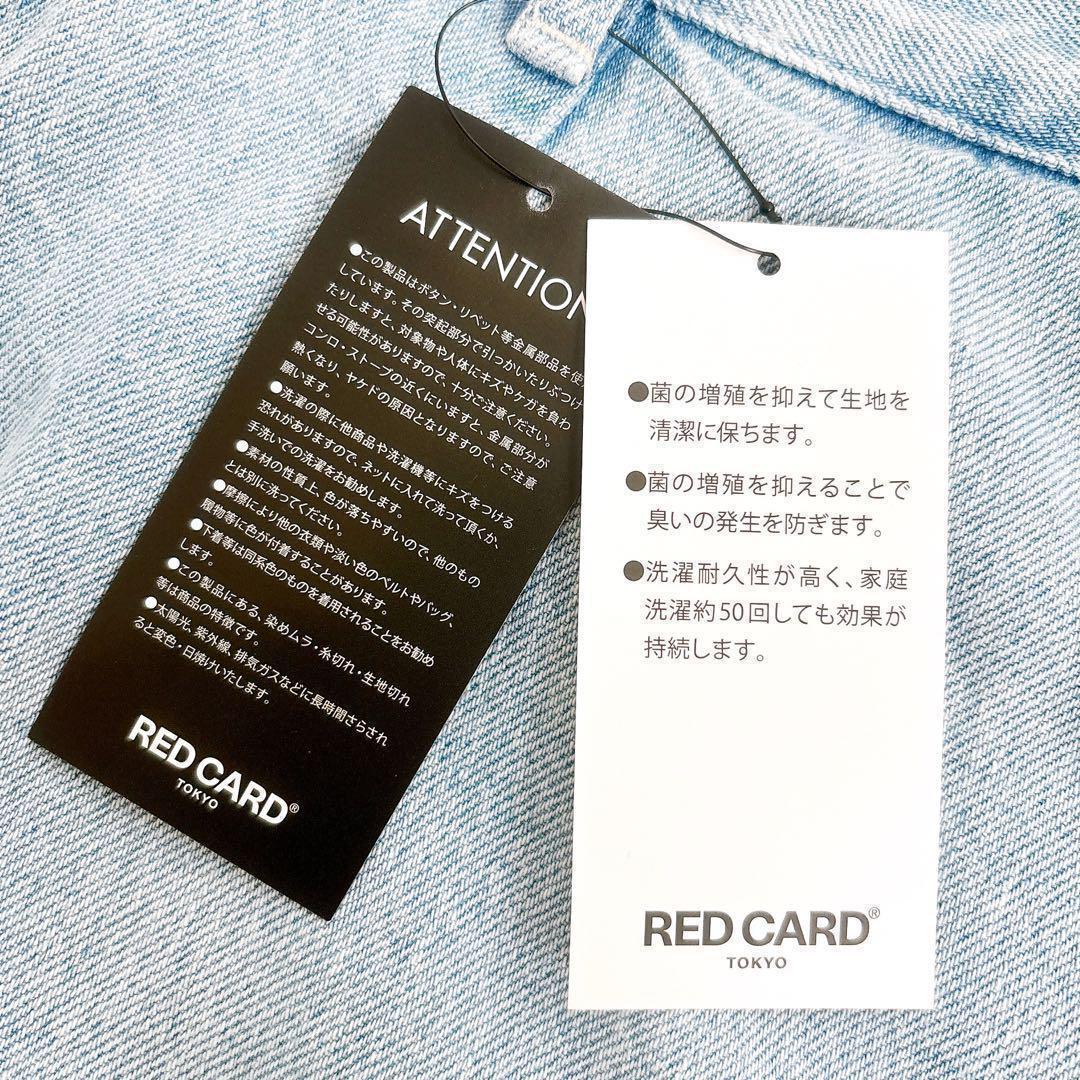 ATTENTION
●この製品はボタン・リベット等金属部品を使
しています。その突起部分で引っかいたりぶつけ
たりしますと、対象物や人体にキズやケガを負わ
せる可能性がありますので、十分ご注意ください。
コンロ・ストーブの近くにいますと、金属部分が
熱くなり、ヤケドの原因となりますので、ご注意
願います。
●洗濯の際に他商品や洗濯機等にキズをつける
恐れがありますので、ネットに入れて洗って頂くか、
手洗いでの洗濯をお勧めします。
●素材の性質上、色が落ちやすいので、他のもの
とは別に洗ってください。
●摩擦により他の衣類や淡い色のベルトやバッグ、
履物等に色が付着することがあります。
●下着等は同系色のものを着用されることをお勧め
します。
●この製品にある、染めムラ・糸切れ・生地切れ
等は商品の特徴です。
●太陽光、紫外線、排気ガスなどに長時間さらされ
ると変色・日焼けいたします。
RED CARD®
TOKYO
●菌の増殖を抑えて生地を
清潔に保ちます。
●菌の増殖を抑えることで
臭いの発生を防ぎます。
●洗濯耐久性が高く、家庭
洗濯約50回しても効果が
持続します。
RED CARD®
TOKYO